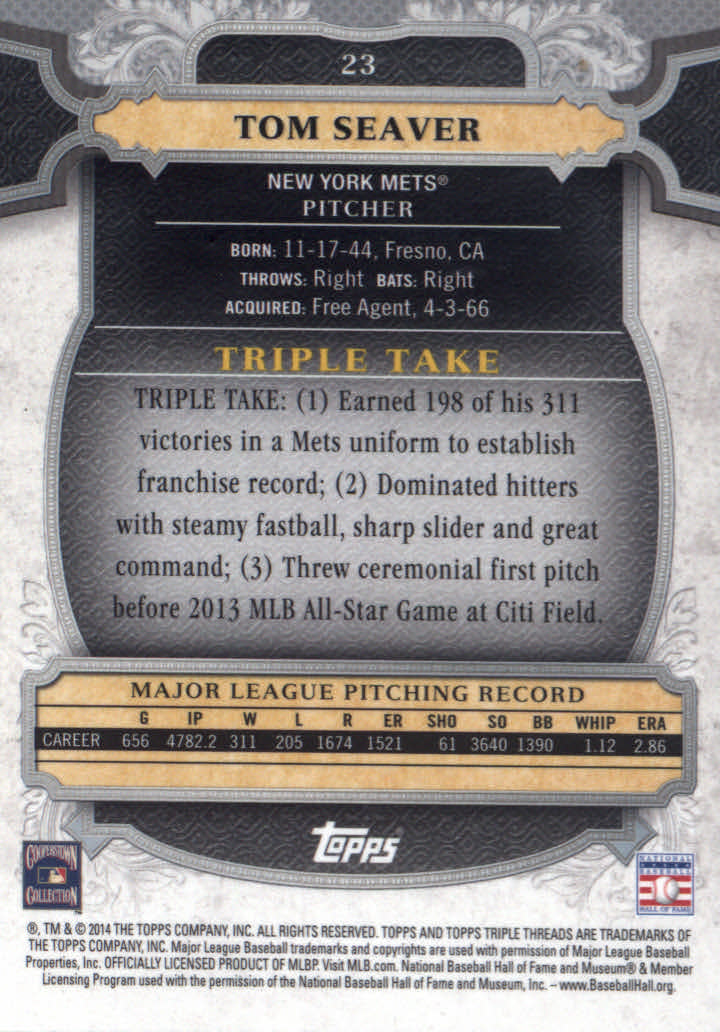 23
TOM SEAVER
NEW YORK METS®
PITCHER
BORN: 11-17-44, Fresno, CA
THROWS: Right BATS: Right
ACQUIRED: Free Agent, 4-3-66
TRIPLE TAKE
TRIPLE TAKE: (1) Earned 198 of his 311
victories in a Mets uniform to establish
franchise record; (2) Dominated hitters
with steamy fastball, sharp slider and great
command; (3) Threw ceremonial first pitch
before 2013 MLB All-Star Game at Citi Field.
MAJOR LEAGUE PITCHING RECORD
G IP W L R ER SHO SO BB WHIP ERA
CAREER 656 4782.2 311 205 1674 1521 61 3640 1390 1.12 2.86
Topps
COOPERSTOWN
COLLECTION
NATIONAL
BASEBALL
HALL OF FAME
®, TM & © 2014 THE TOPPS COMPANY, INC. ALL RIGHTS RESERVED. TOPPS AND TOPPS TRIPLE THREADS ARE TRADEMARKS OF
THE TOPPS COMPANY, INC. Major League Baseball trademarks and copyrights are used with permission of Major League Baseball
Properties, Inc. OFFICIALLY LICENSED PRODUCT OF MLBP. Visit MLB.com. National Baseball Hall of Fame and Museum® & Member
Licensing Program used with the permission of the National Baseball Hall of Fame and Museum, Inc. – www.BaseballHall.org.